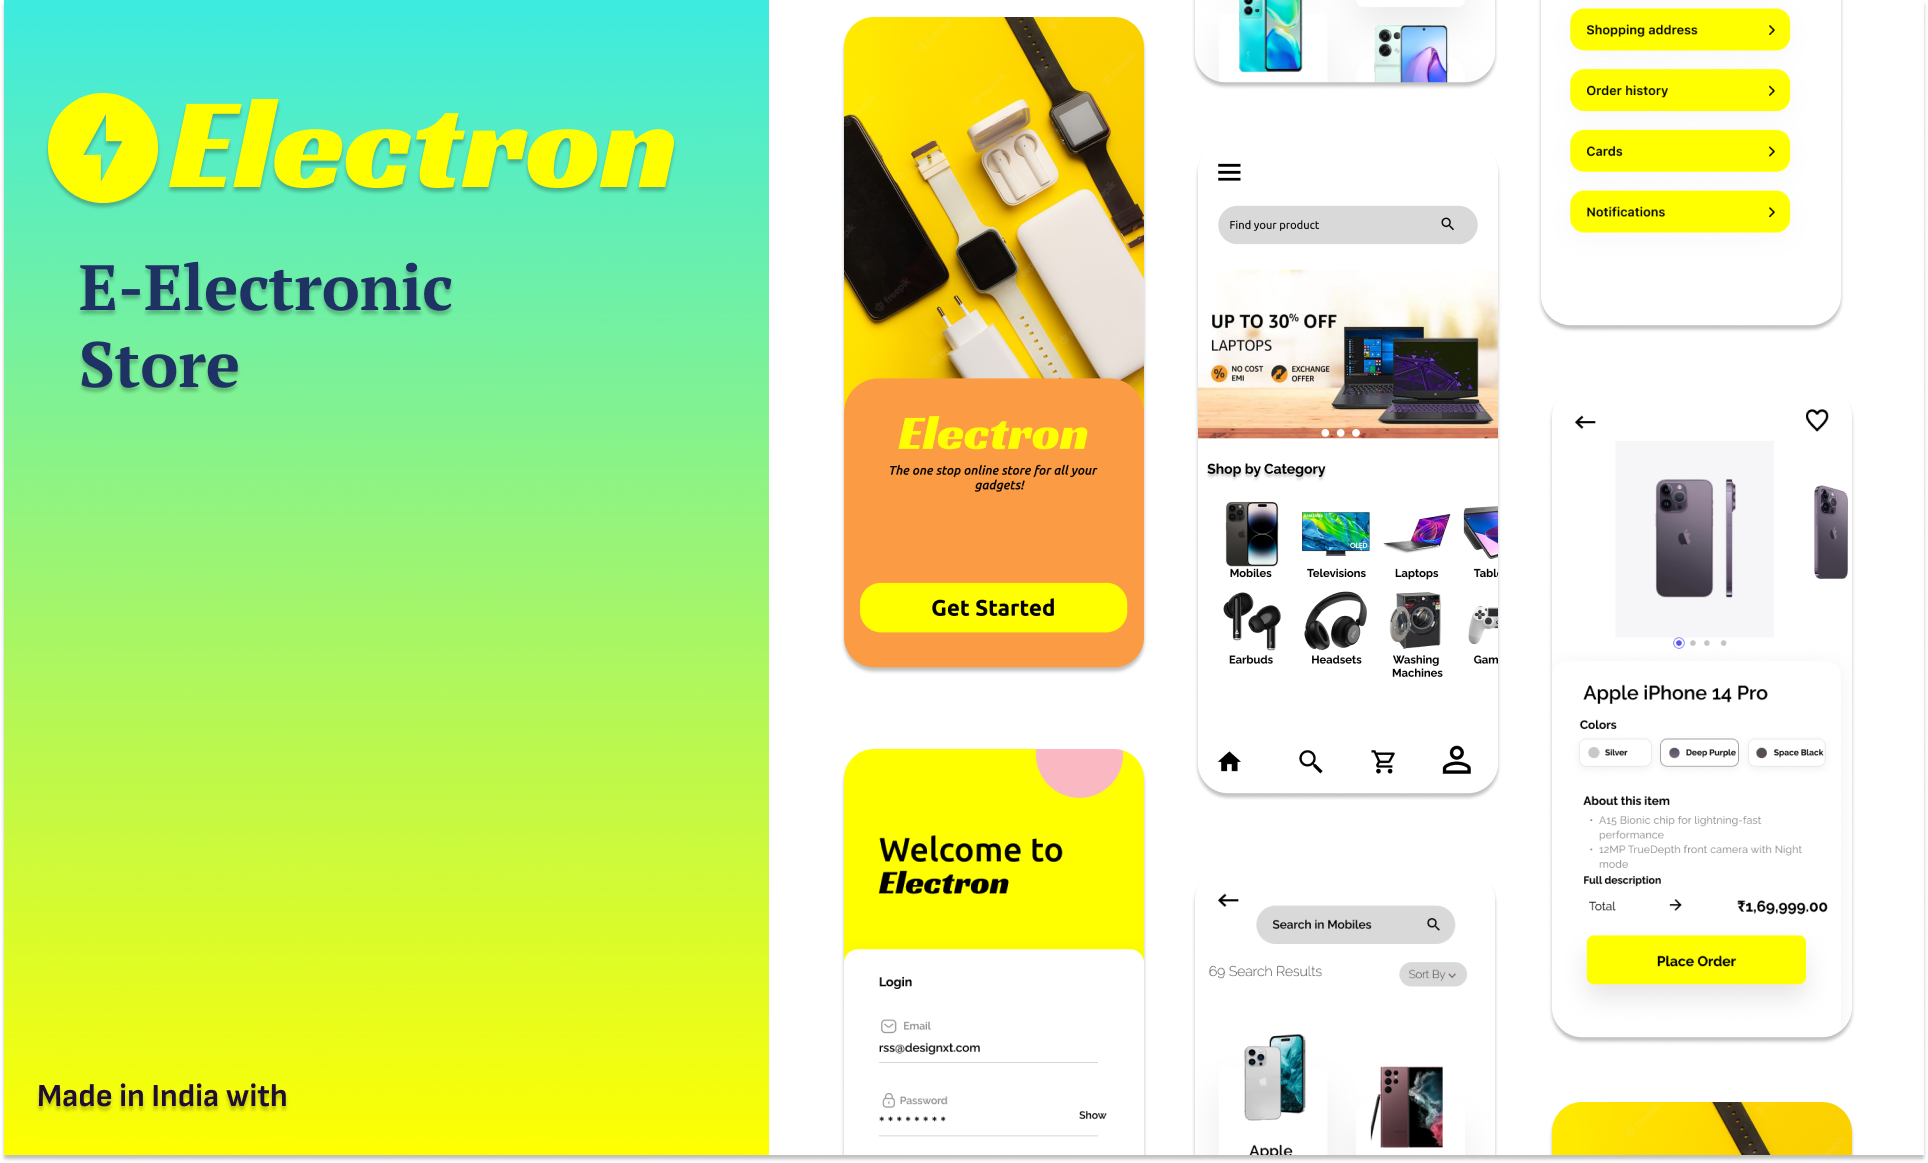 Electron
E-Electronic
Store
Made in India with
Electron
The one stop online store for all your
gadgets!
Get Started
Welcome to
Electron
Login
Email
rss@designxt.com
Password
********
Show
Find your product
UP TO 30% OFF
LAPTOPS
NO COST
EMI
EXCHANGE
OFFER
Shop by Category
SAMSUNG
OLED
Mobiles
Televisions
Laptops
Tabl
Earbuds
Headsets
Washing
Machines
Gam
Search in Mobiles
69 Search Results
Sort By
Apple
Shopping address
Order history
Cards
Notifications
Apple iPhone 14 Pro
Colors
Silver
Deep Purple
Space Black
About this item
• A15 Bionic chip for lightning-fast
performance
• 12MP TrueDepth front camera with Night
mode
Full description
Total
₹1,69,999.00
Place Order
freepik